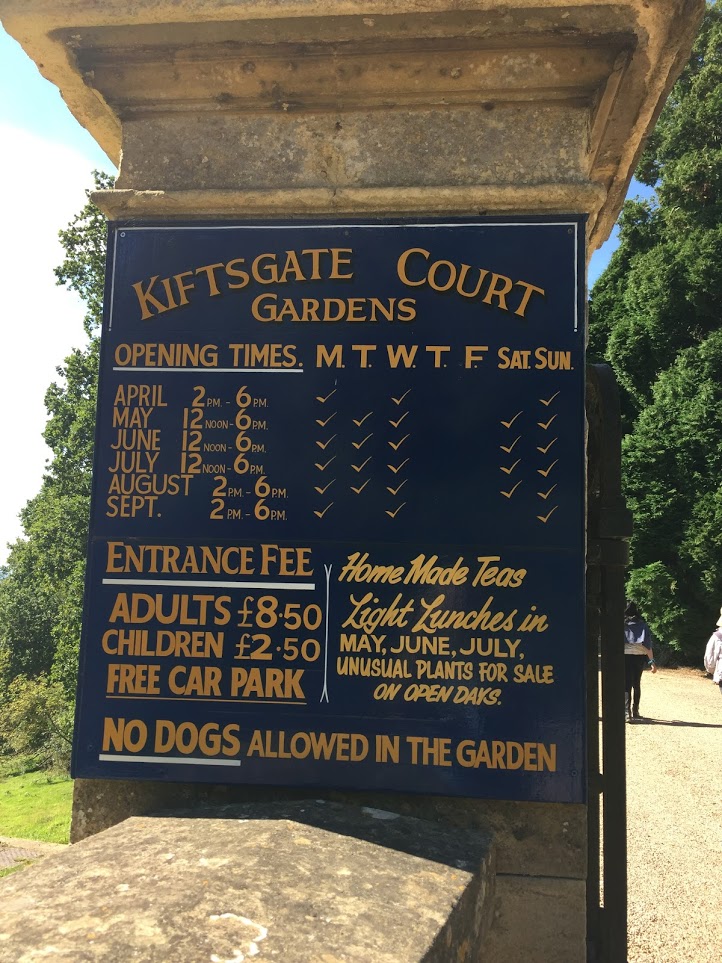 KIFTSGATE COURT
GARDENS
OPENING TIMES. M. T. W. T. F. SAT. SUN.
APRIL 2 P.M. - 6 P.M. ✓ ✓ ✓
MAY 12 NOON - 6 P.M. ✓ ✓ ✓ ✓ ✓
JUNE 12 NOON - 6 P.M. ✓ ✓ ✓ ✓ ✓
JULY 12 NOON - 6 P.M. ✓ ✓ ✓ ✓ ✓
AUGUST 2 P.M. - 6 P.M. ✓ ✓ ✓ ✓ ✓
SEPT. 2 P.M. - 6 P.M. ✓ ✓ ✓
ENTRANCE FEE
ADULTS £8·50
CHILDREN £2·50
FREE CAR PARK
Home Made Teas
Light Lunches in
MAY, JUNE, JULY,
UNUSUAL PLANTS FOR SALE
ON OPEN DAYS.
NO DOGS ALLOWED IN THE GARDEN